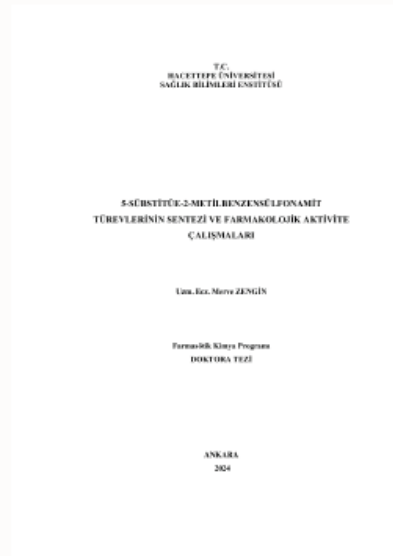 T.C.
HACETTEPE ÜNİVERSİTESİ
SAĞLIK BİLİMLERİ ENSTİTÜSÜ
5-SÜBSTİTÜE-2-METİLBENZENSÜLFONAMİT
TÜREVLERİNİN SENTEZİ VE FARMAKOLOJİK AKTİVİTE
ÇALIŞMALARI
Uzm. Ecz. Merve ZENGİN
Farmasötik Kimya Programı
DOKTORA TEZİ
ANKARA
2024